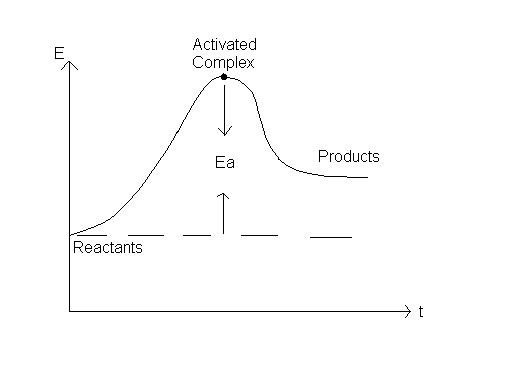 Activated
Complex
E
Ea
Products
Reactants
t